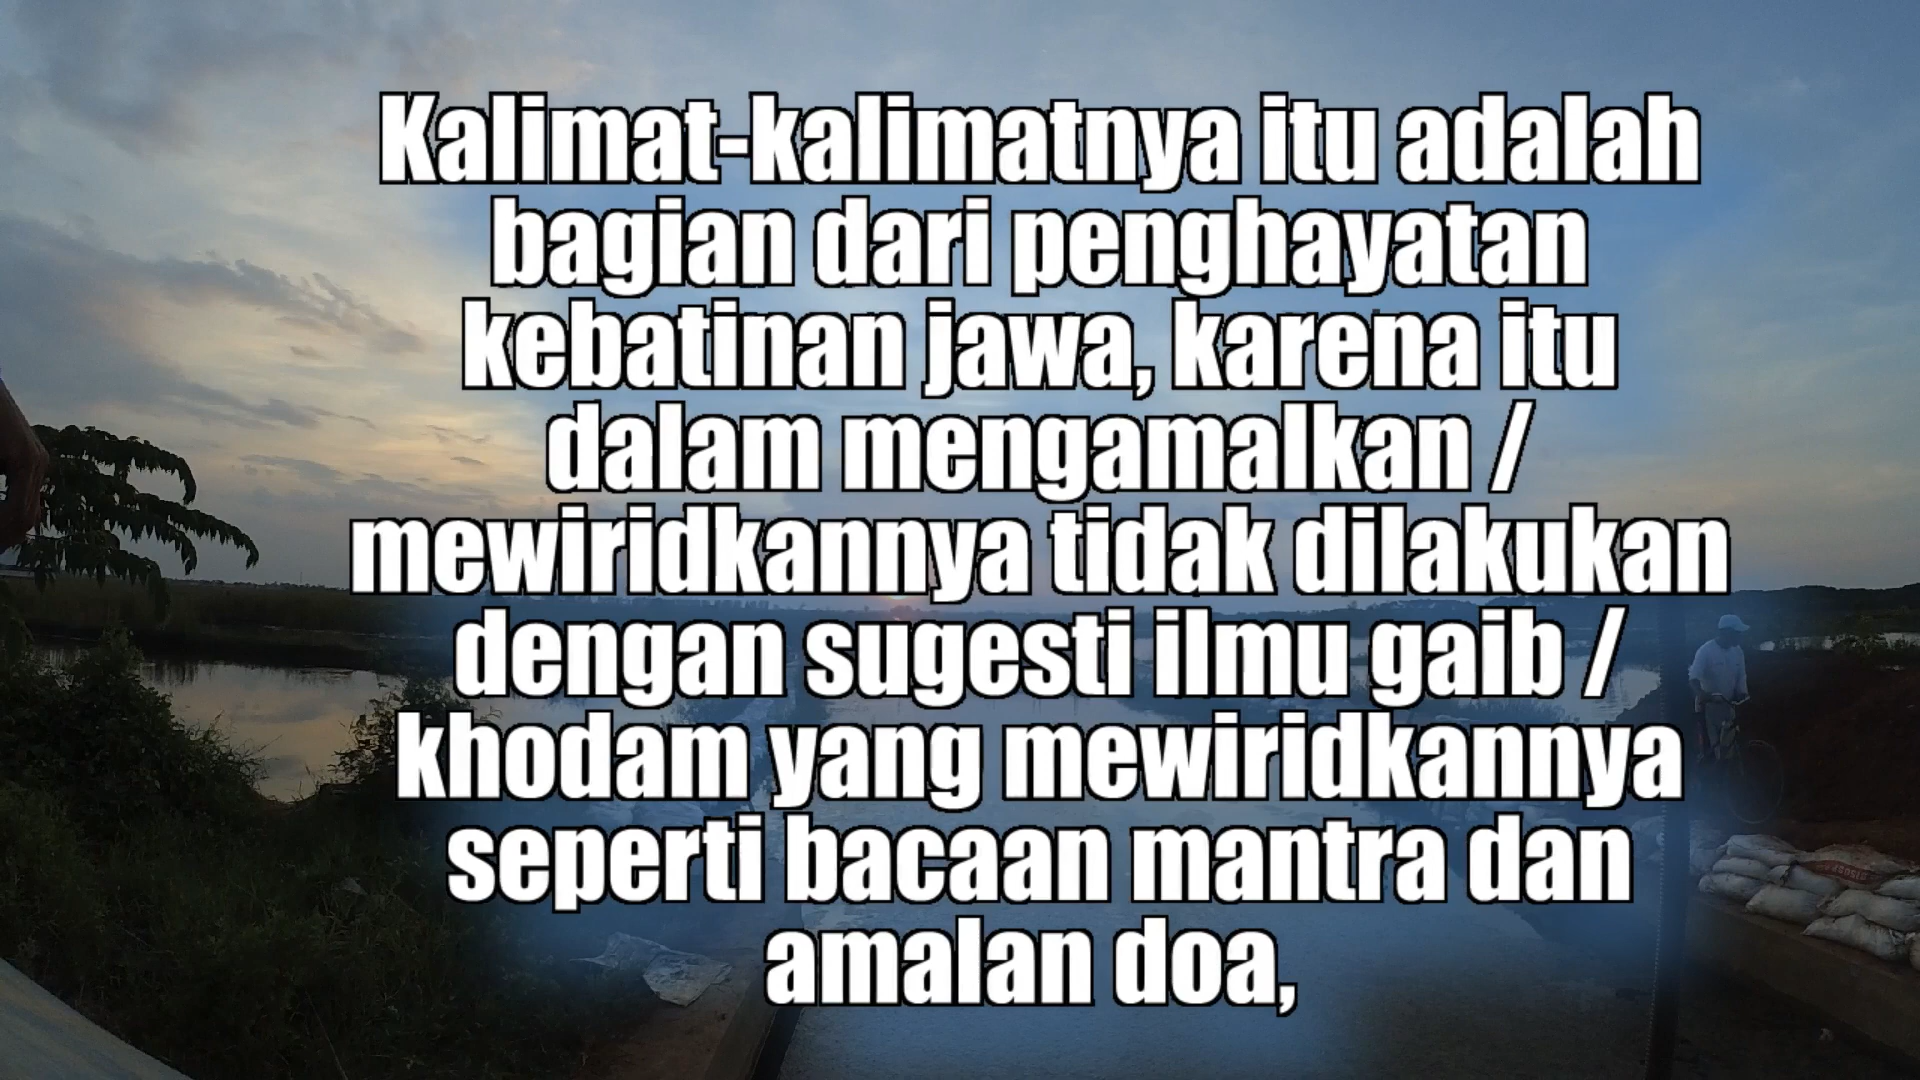 Kalimat-kalimatnya itu adalah
bagian dari penghayatan
kebatinan jawa, karena itu
dalam mengamalkan /
mewiridkannya tidak dilakukan
dengan sugesti ilmu gaib /
khodam yang mewiridkannya
seperti bacaan mantra dan
amalan doa,